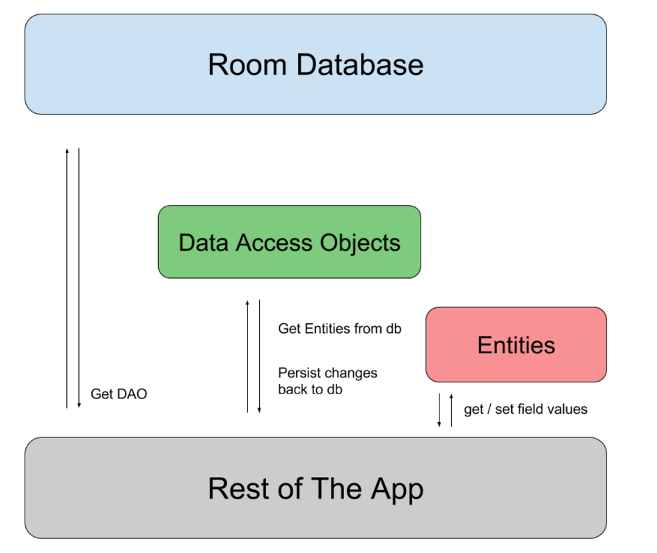 Room Database
Data Access Objects
Get Entities from db
Entities
Persist changes
back to db
Get DAO
get / set field values
Rest of The App